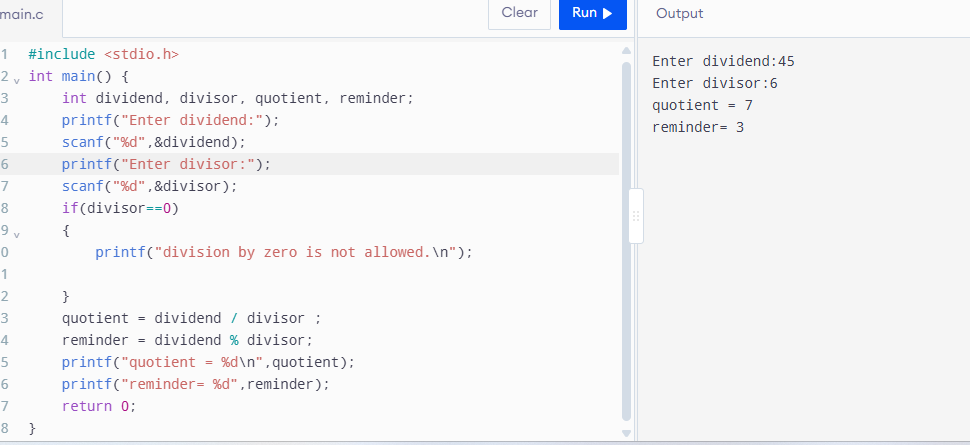 main.c
Clear
Run
Output
1 #include <stdio.h>
2 int main() {
3 int dividend, divisor, quotient, reminder;
4 printf("Enter dividend:");
5 scanf("%d",&dividend);
6 printf("Enter divisor:");
7 scanf("%d",&divisor);
8 if(divisor==0)
9 {
0 printf("division by zero is not allowed.\n");
1
2 }
3 quotient = dividend / divisor ;
4 reminder = dividend % divisor;
5 printf("quotient = %d\n",quotient);
6 printf("reminder= %d",reminder);
7 return 0;
8 }
Enter dividend:45
Enter divisor:6
quotient = 7
reminder= 3